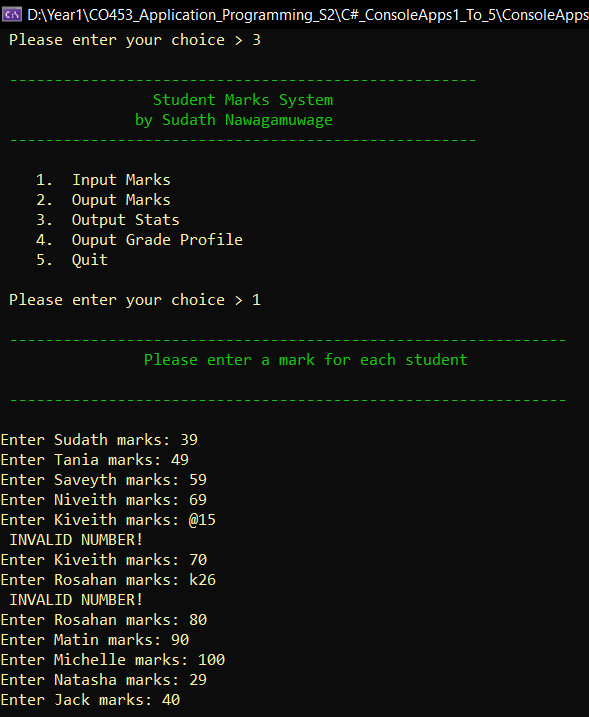 D:\Year1\CO453_Application_Programming_S2\C#_ConsoleApps1_To_5\ConsoleApps
Please enter your choice > 3
----------------------------------------------------
Student Marks System
by Sudath Nawagamuwage
----------------------------------------------------
1. Input Marks
2. Ouput Marks
3. Output Stats
4. Ouput Grade Profile
5. Quit
Please enter your choice > 1
--------------------------------------------------------------
Please enter a mark for each student
--------------------------------------------------------------
Enter Sudath marks: 39
Enter Tania marks: 49
Enter Saveyth marks: 59
Enter Niveith marks: 69
Enter Kiveith marks: @15
INVALID NUMBER!
Enter Kiveith marks: 70
Enter Rosahan marks: k26
INVALID NUMBER!
Enter Rosahan marks: 80
Enter Matin marks: 90
Enter Michelle marks: 100
Enter Natasha marks: 29
Enter Jack marks: 40